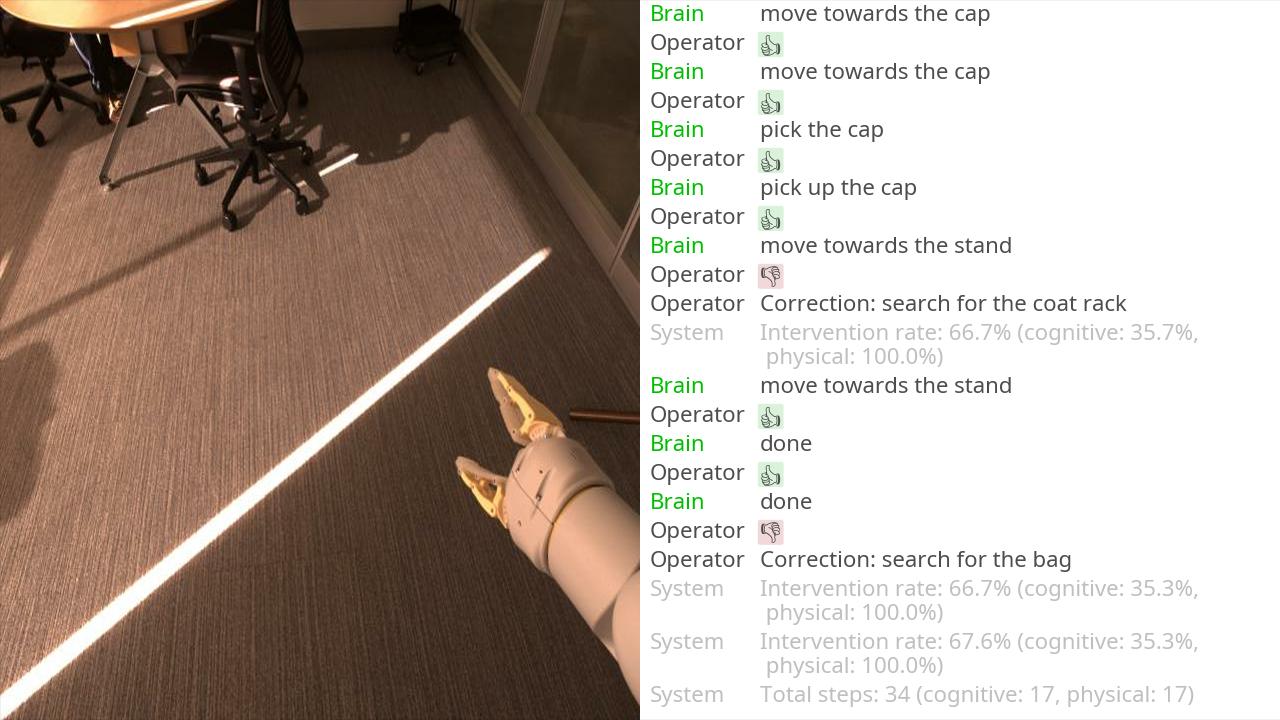 Brain move towards the cap
Operator 👍
Brain move towards the cap
Operator 👍
Brain pick the cap
Operator 👍
Brain pick up the cap
Operator 👍
Brain move towards the stand
Operator 👎
Operator Correction: search for the coat rack
System Intervention rate: 66.7% (cognitive: 35.7%,
physical: 100.0%)
Brain move towards the stand
Operator 👍
Brain done
Operator 👍
Brain done
Operator 👎
Operator Correction: search for the bag
System Intervention rate: 66.7% (cognitive: 35.3%,
physical: 100.0%)
System Intervention rate: 67.6% (cognitive: 35.3%,
physical: 100.0%)
System Total steps: 34 (cognitive: 17, physical: 17)